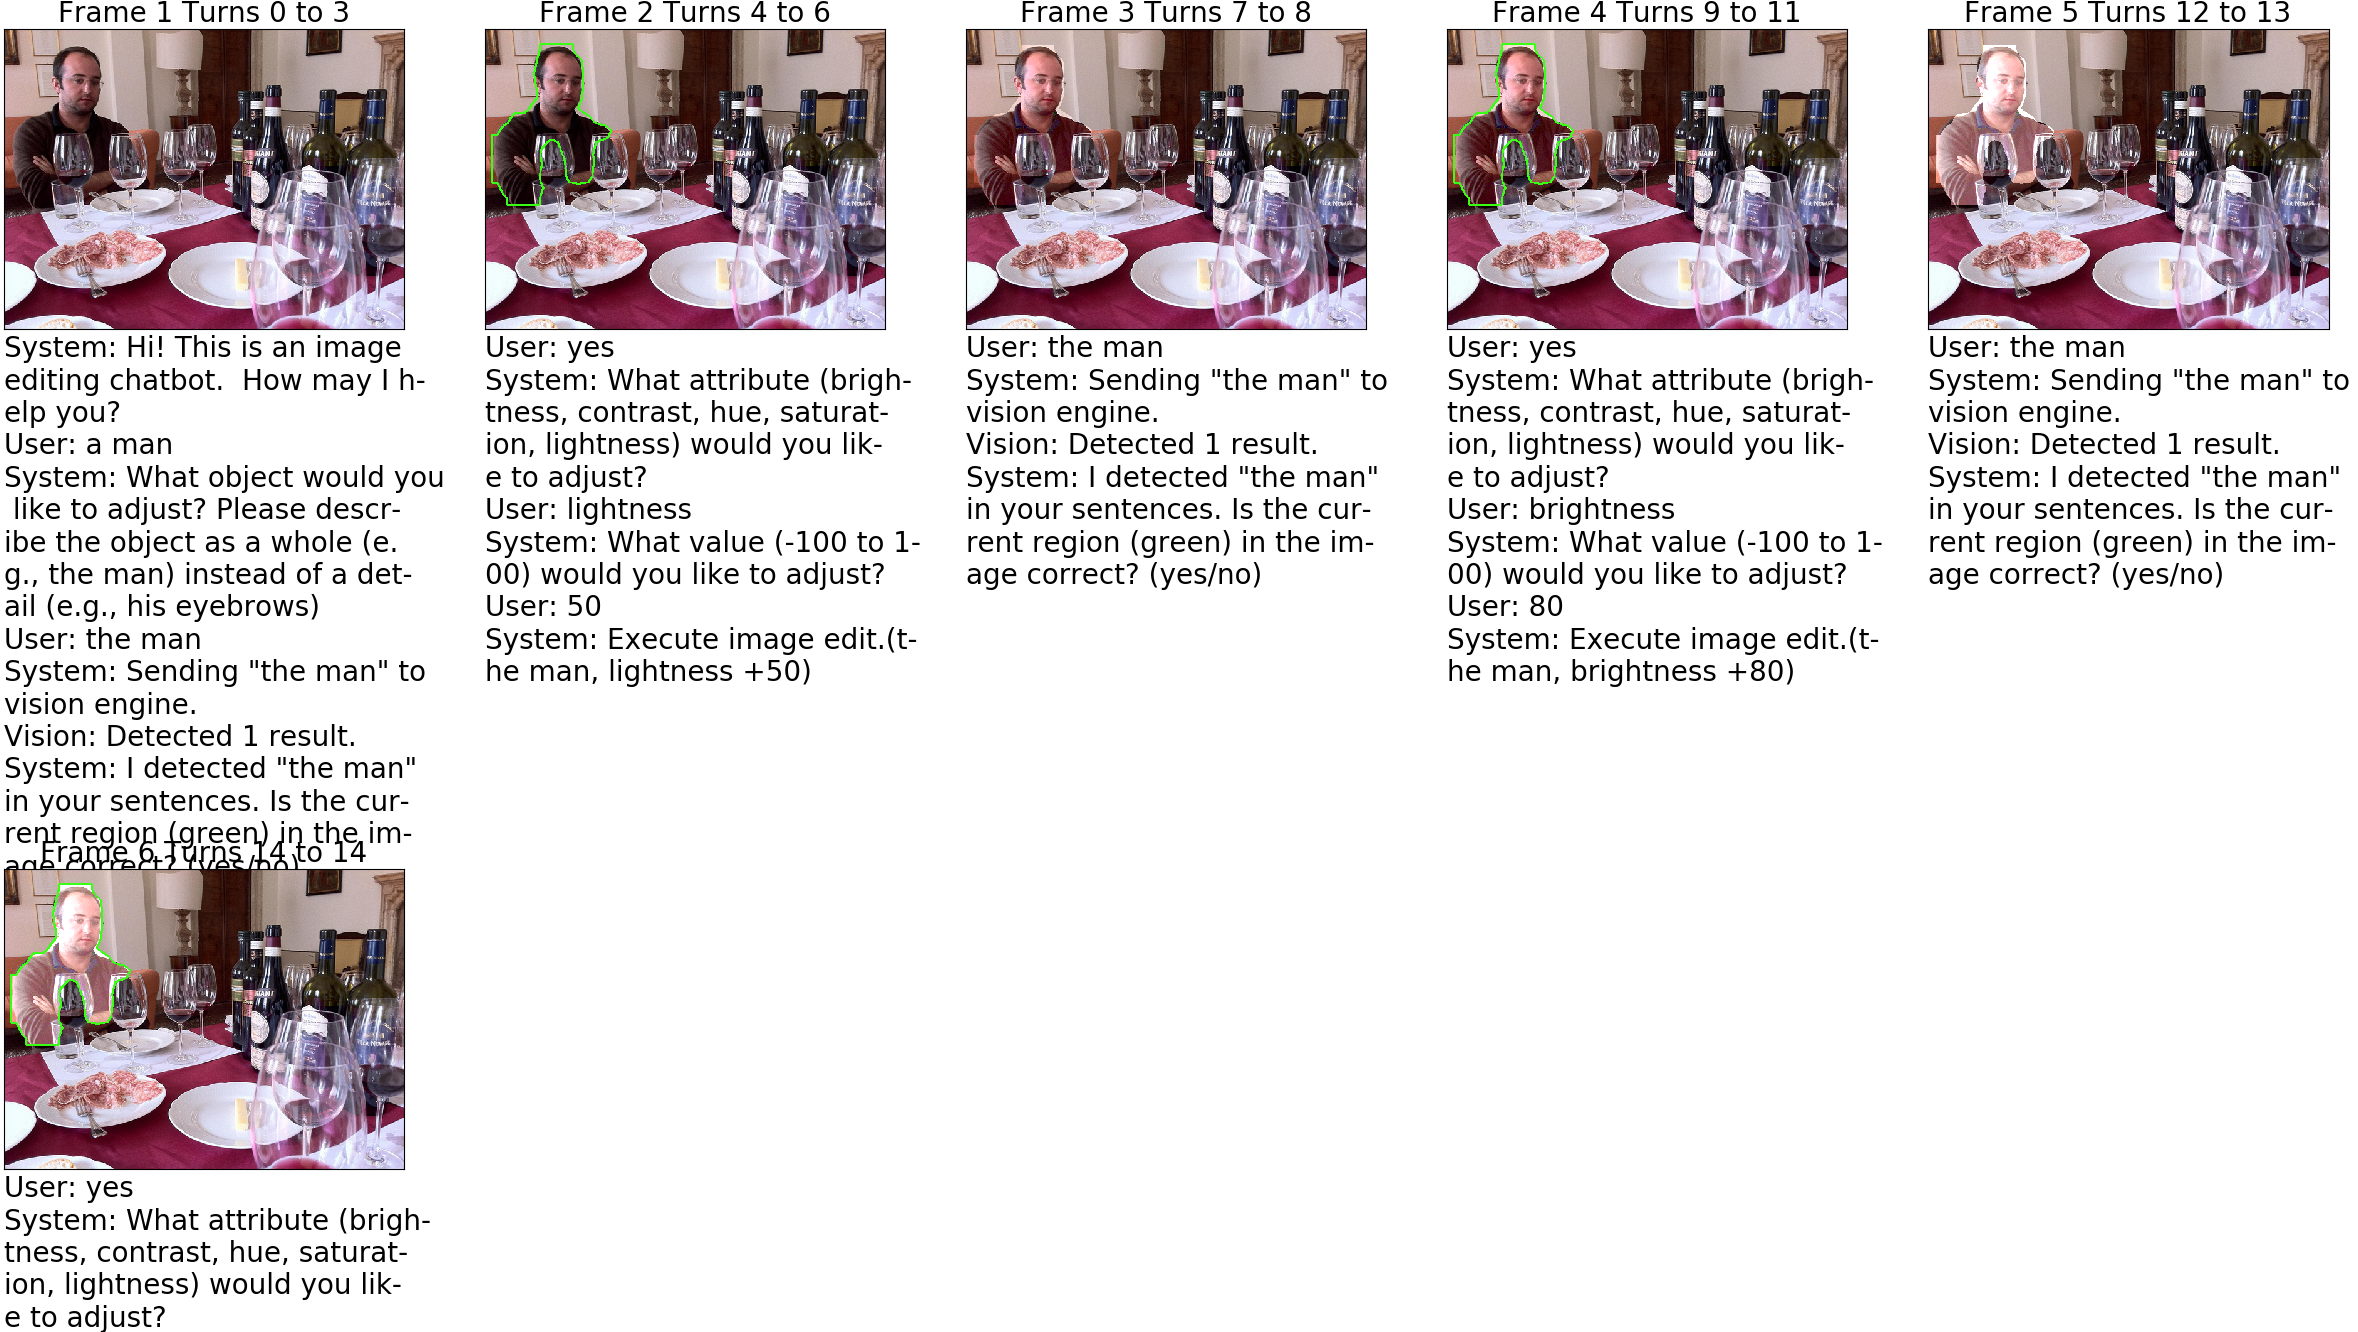 Frame 1 Turns 0 to 3
System: Hi! This is an image
editing chatbot.  How may I h-
elp you?
User: a man
System: What object would you
 like to adjust? Please descr-
ibe the object as a whole (e.
g., the man) instead of a det-
ail (e.g., his eyebrows)
User: the man
System: Sending "the man" to
vision engine.
Vision: Detected 1 result.
System: I detected "the man"
in your sentences. Is the cur-
rent region (green) in the im-
age correct? (yes/no)
Frame 2 Turns 4 to 6
User: yes
System: What attribute (brigh-
tness, contrast, hue, saturat-
ion, lightness) would you lik-
e to adjust?
User: lightness
System: What value (-100 to 1-
00) would you like to adjust?
User: 50
System: Execute image edit.(t-
he man, lightness +50)
Frame 3 Turns 7 to 8
User: the man
System: Sending "the man" to
vision engine.
Vision: Detected 1 result.
System: I detected "the man"
in your sentences. Is the cur-
rent region (green) in the im-
age correct? (yes/no)
Frame 4 Turns 9 to 11
User: yes
System: What attribute (brigh-
tness, contrast, hue, saturat-
ion, lightness) would you lik-
e to adjust?
User: brightness
System: What value (-100 to 1-
00) would you like to adjust?
User: 80
System: Execute image edit.(t-
he man, brightness +80)
Frame 5 Turns 12 to 13
User: the man
System: Sending "the man" to
vision engine.
Vision: Detected 1 result.
System: I detected "the man"
in your sentences. Is the cur-
rent region (green) in the im-
age correct? (yes/no)
Frame 6 Turns 14 to 14
User: yes
System: What attribute (brigh-
tness, contrast, hue, saturat-
ion, lightness) would you lik-
e to adjust?